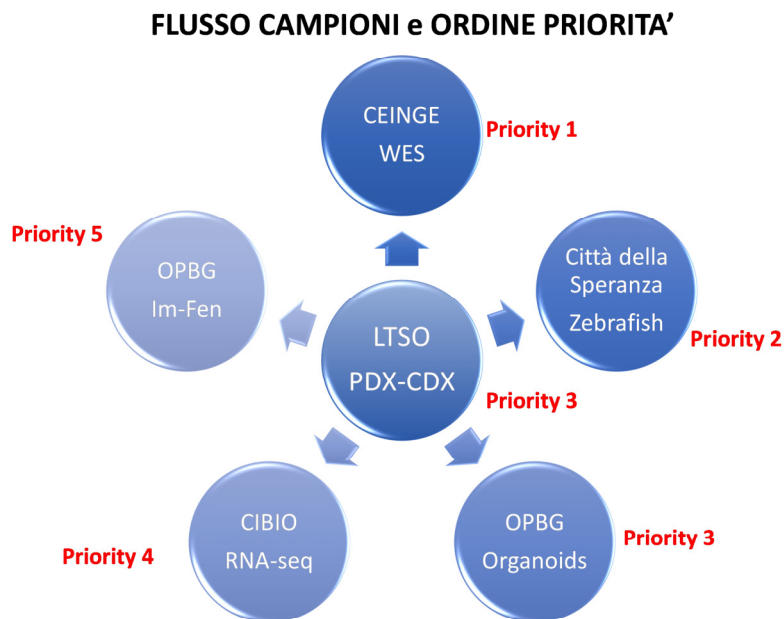 FLUSSO CAMPIONI e ORDINE PRIORITA’
CEINGE
WES
Priority 1
Città della
Speranza
Zebrafish
Priority 2
LTSO
PDX-CDX
Priority 3
OPBG
Organoids
Priority 3
CIBIO
RNA-seq
Priority 4
OPBG
Im-Fen
Priority 5